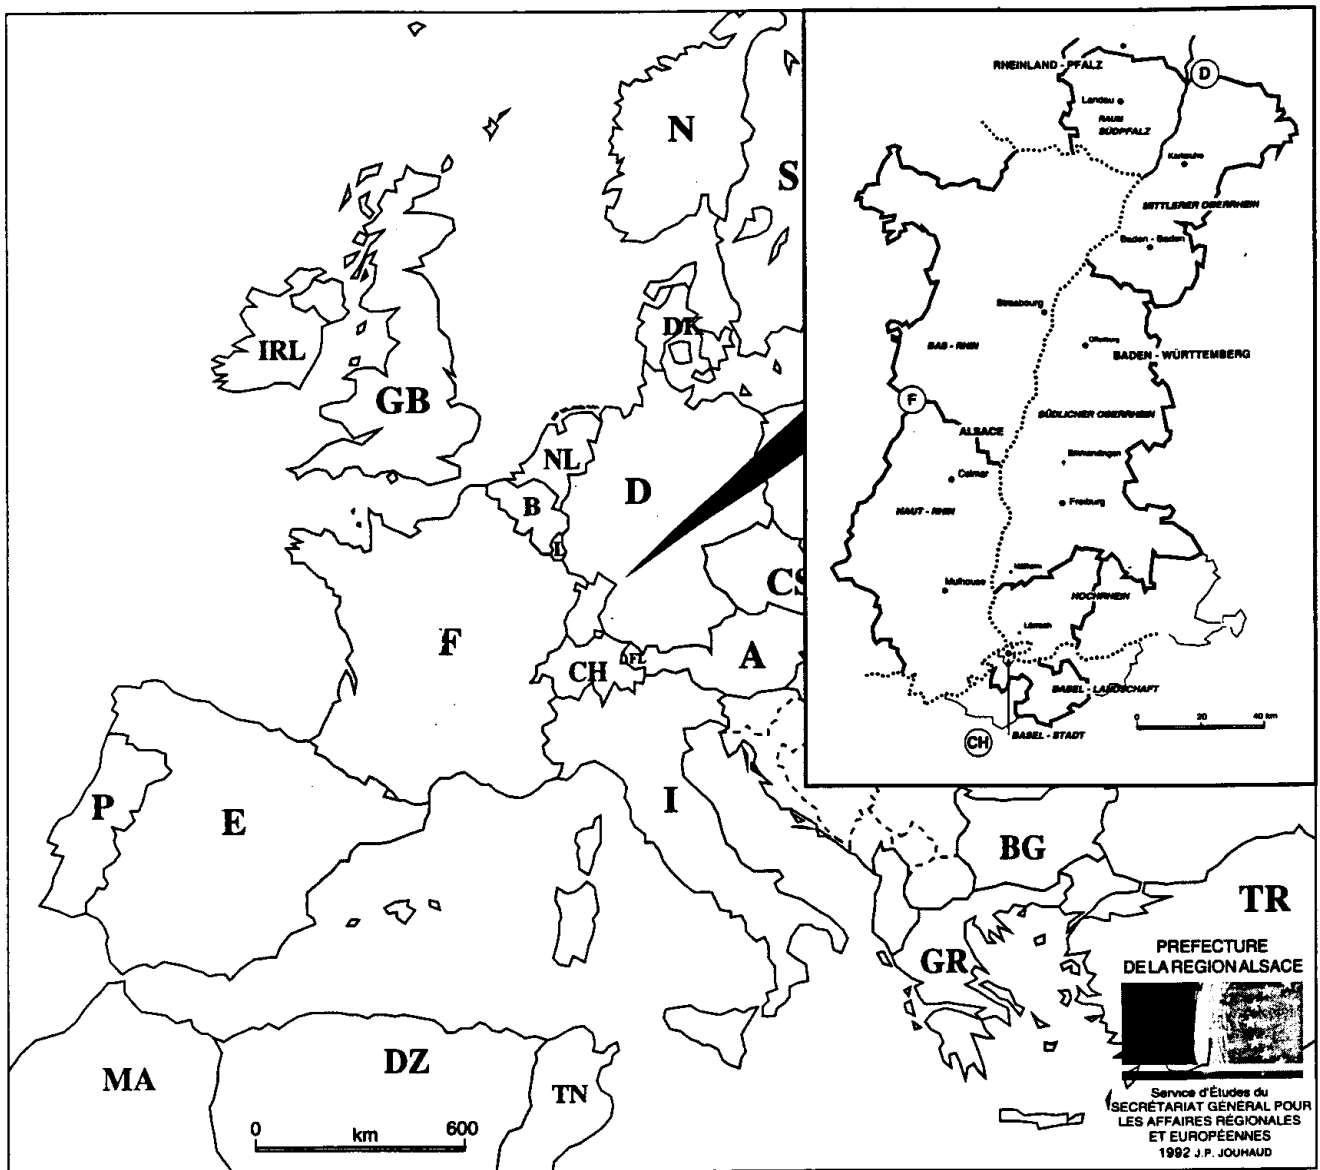 N
S
IRL
GB
DK
NL
B
L
D
F
CH
FL
A
P
E
I
BG
GR
TR
MA
DZ
TN
0
600
km
RHEINLAND - PFALZ
D
Landau
RAUM
SÜDPFALZ
Karlsruhe
MITTLERER OBERRHEIN
Baden - Baden
Strasbourg
Offenburg
BAS - RHIN
BADEN - WÜRTTEMBERG
F
SÜDLICHER OBERRHEIN
ALSACE
Emmendingen
Colmar
Freiburg
HAUT - RHIN
Müllheim
Mulhouse
HOCHRHEIN
Lörrach
BASEL - LANDSCHAFT
BASEL - STADT
CH
0
20
40 km
PREFECTURE
DE LA REGION ALSACE
Service d'Études du
SECRÉTARIAT GÉNÉRAL POUR
LES AFFAIRES RÉGIONALES
ET EUROPÉENNES
1992 J.P. JOUHAUD